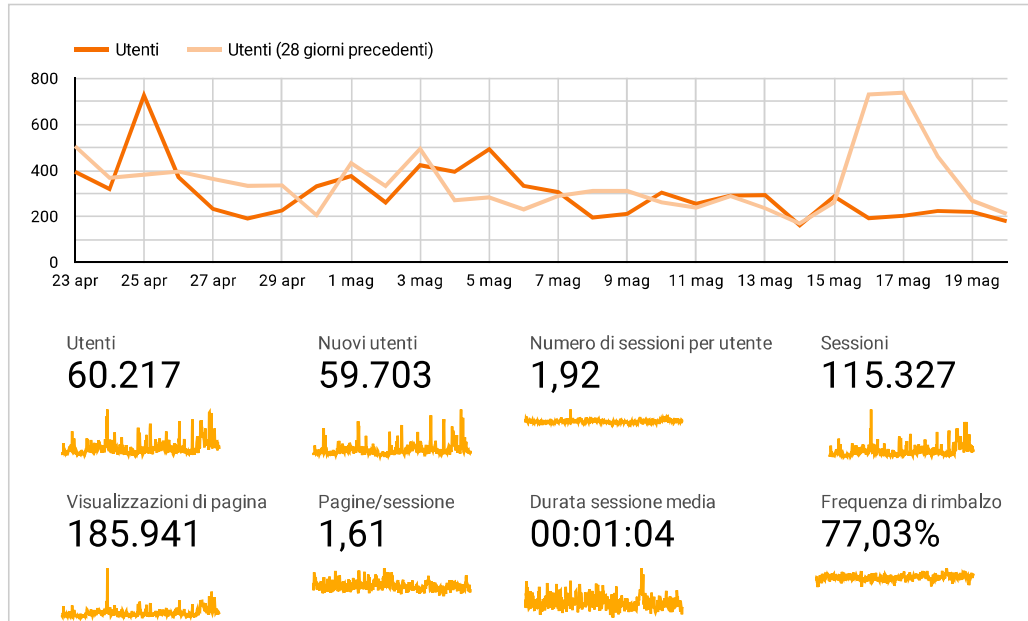 Utenti Utenti (28 giorni precedenti)
800
600
400
200
0
23 apr 25 apr 27 apr 29 apr 1 mag 3 mag 5 mag 7 mag 9 mag 11 mag 13 mag 15 mag 17 mag 19 mag
Utenti Nuovi utenti Numero di sessioni per utente Sessioni
60.217 59.703 1,92 115.327
Visualizzazioni di pagina Pagine/sessione Durata sessione media Frequenza di rimbalzo
185.941 1,61 00:01:04 77,03%